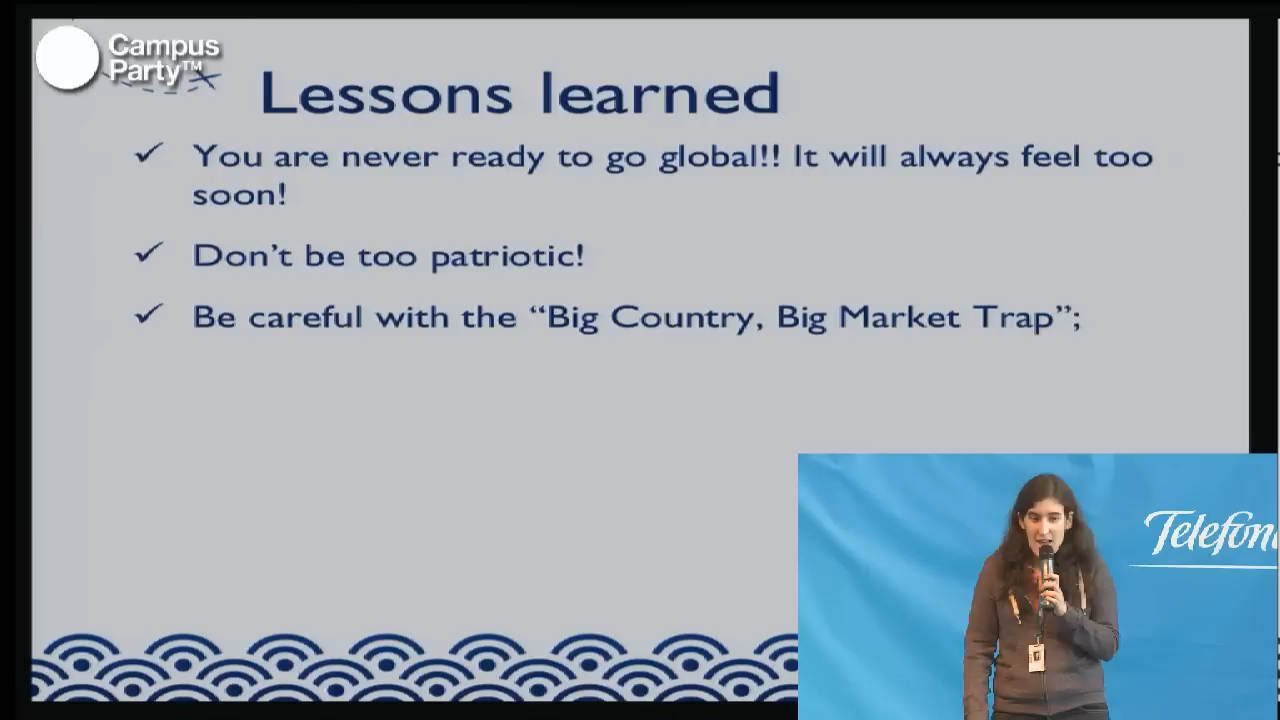 Campus
Party™
Lessons learned
✓ You are never ready to go global!! It will always feel too
soon!
✓ Don't be too patriotic!
✓ Be careful with the “Big Country, Big Market Trap”;
Telefoni